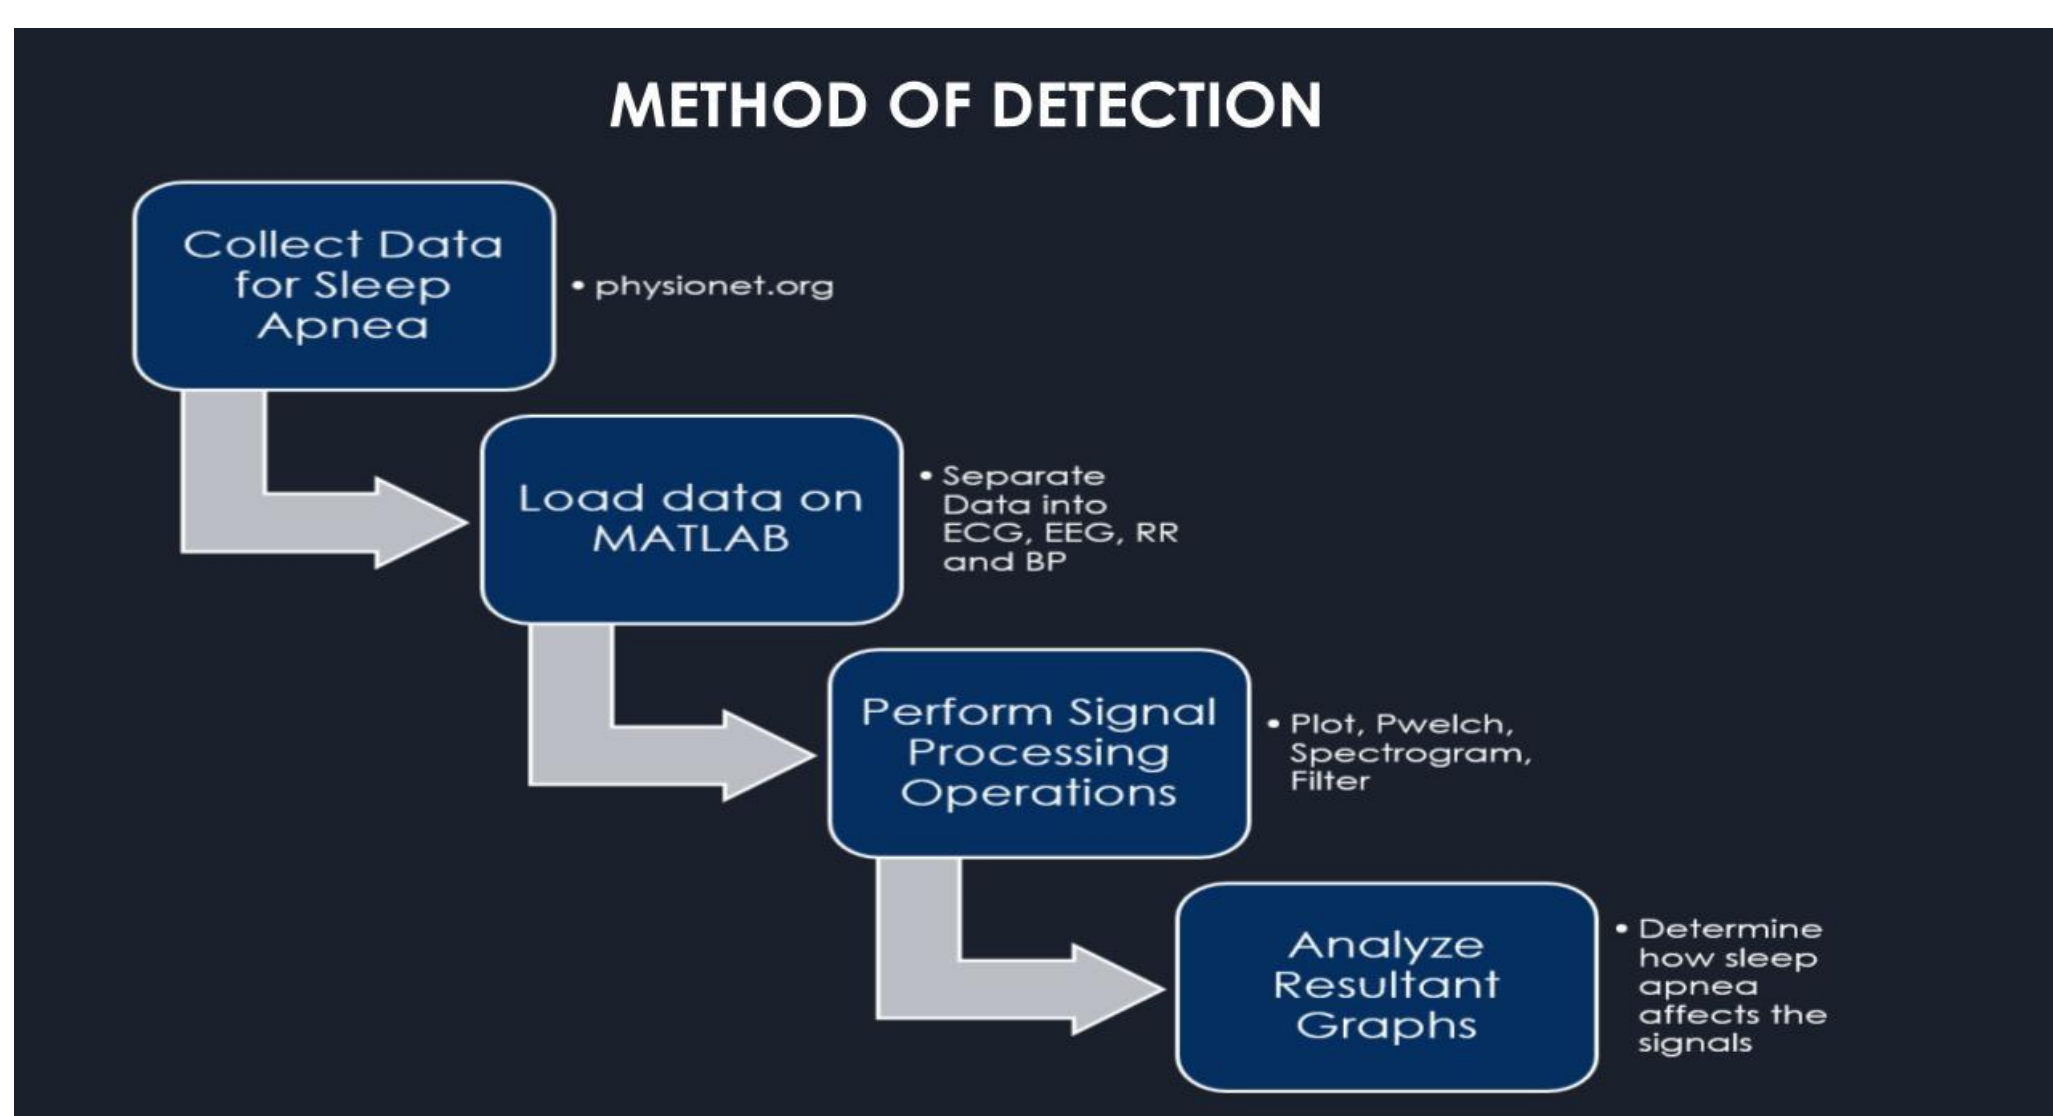 METHOD OF DETECTION
Collect Data
for Sleep
Apnea
• physionet.org
Load data on
MATLAB
• Separate
Data into
ECG, EEG, RR
and BP
Perform Signal
Processing
Operations
• Plot, Pwelch,
Spectrogram,
Filter
Analyze
Resultant
Graphs
• Determine
how sleep
apnea
affects the
signals